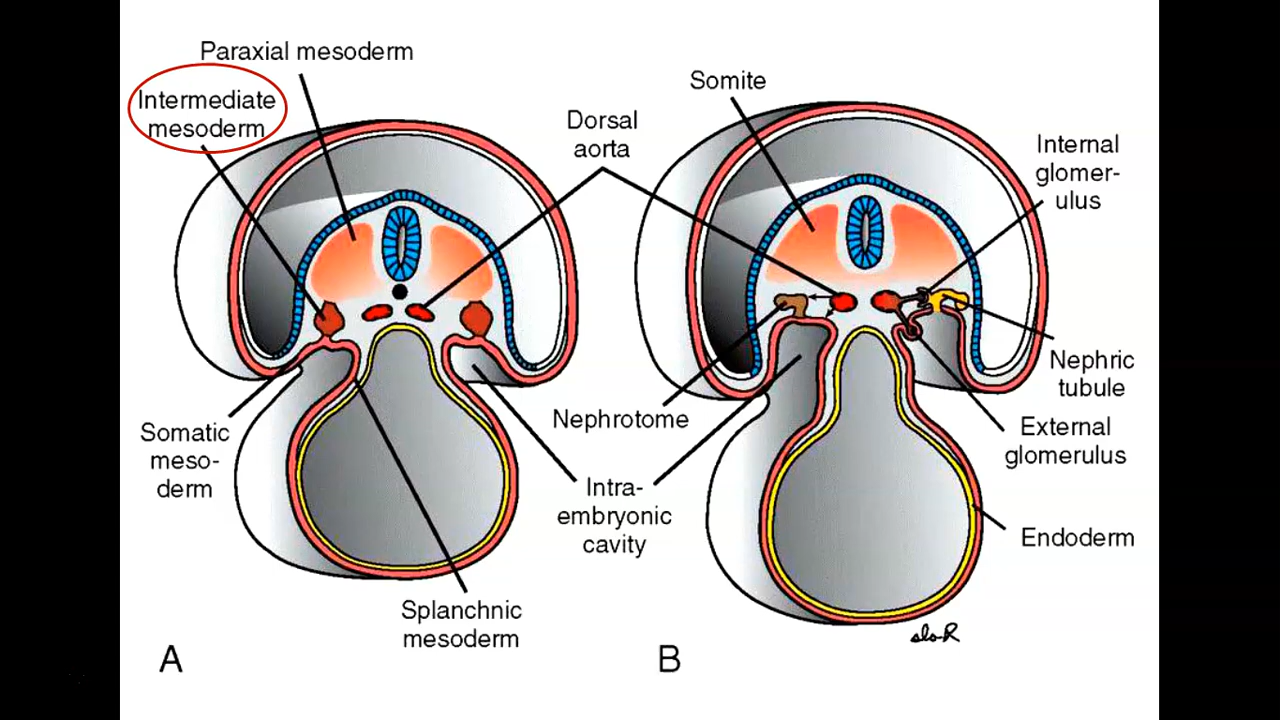 Paraxial mesoderm
Intermediate
mesoderm
Dorsal
aorta
Somatic
meso-
derm
Splanchnic
mesoderm
Intra-
embryonic
cavity
A
Somite
Internal
glomer-
ulus
Nephrotome
Nephric
tubule
External
glomerulus
Endoderm
B